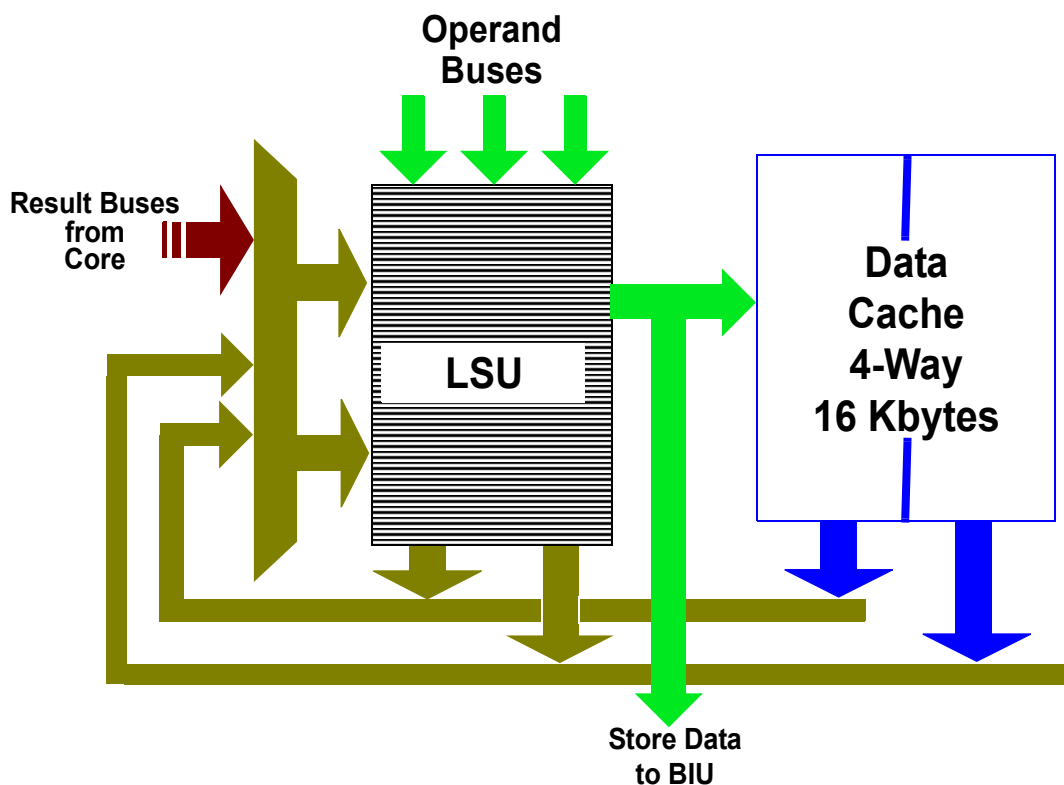 Operand
Buses
Result Buses
from
Core
LSU
Data
Cache
4-Way
16 Kbytes
Store Data
to BIU